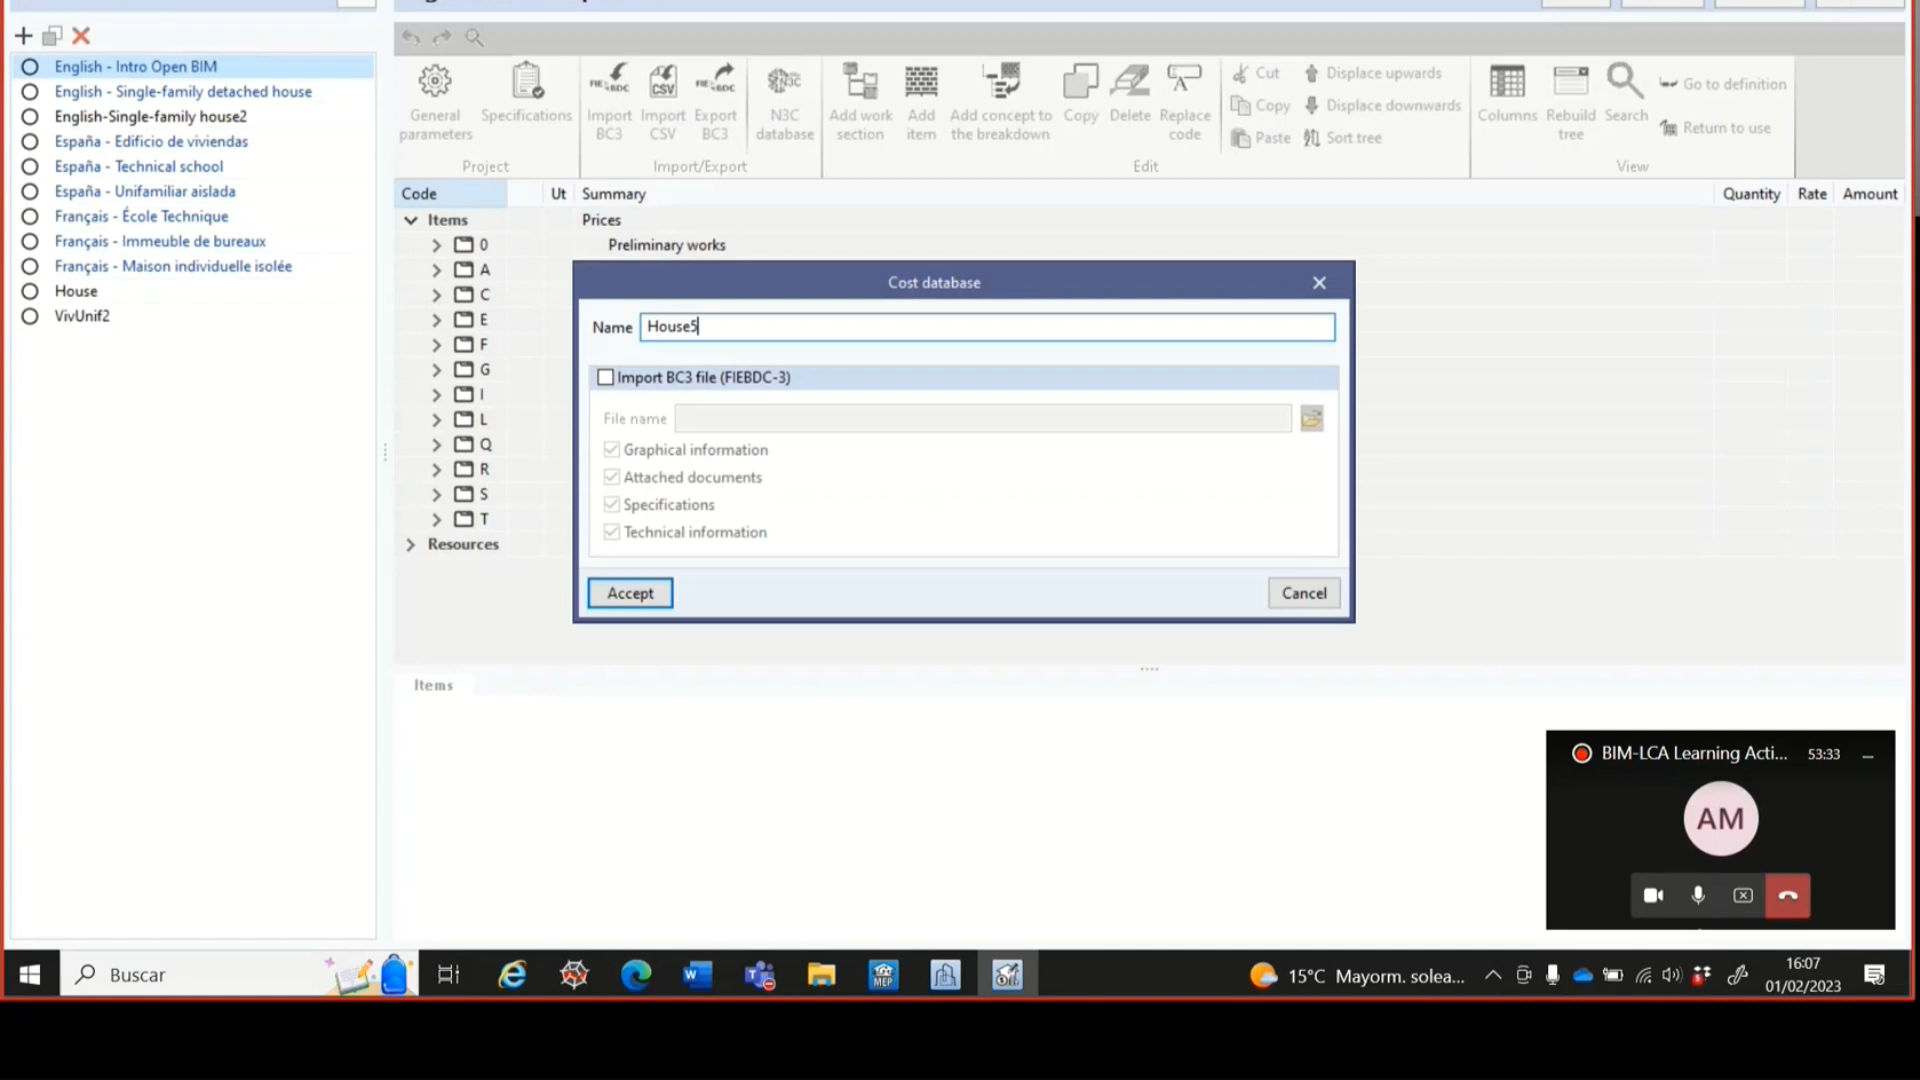 English - Intro Open BIM
English - Single-family detached house
English-Single-family house2
España - Edificio de viviendas
España - Technical school
España - Unifamiliar aislada
Français - École Technique
Français - Immeuble de bureaux
Français - Maison individuelle isolée
House
VivUnif2
General parameters
Specifications
Project
Import BC3
CSV
Import CSV
Export BC3
N3C database
Import/Export
Add work section
Add item
Add concept to the breakdown
Copy
Delete
Replace code
Cut
Copy
Paste
Displace upwards
Displace downwards
Sort tree
Edit
Columns
Rebuild tree
Search
Go to definition
Return to use
View
Code Ut Summary Quantity Rate Amount
Items Prices
0 Preliminary works
A
C
E
F
G
I
L
Q
R
S
T
Resources
Cost database
Name House5
Import BC3 file (FIEBDC-3)
File name
Graphical information
Attached documents
Specifications
Technical information
Accept
Cancel
Items
BIM-LCA Learning Acti... 53:33
AM
Buscar
MEP
15°C Mayorm. solea...
16:07
01/02/2023